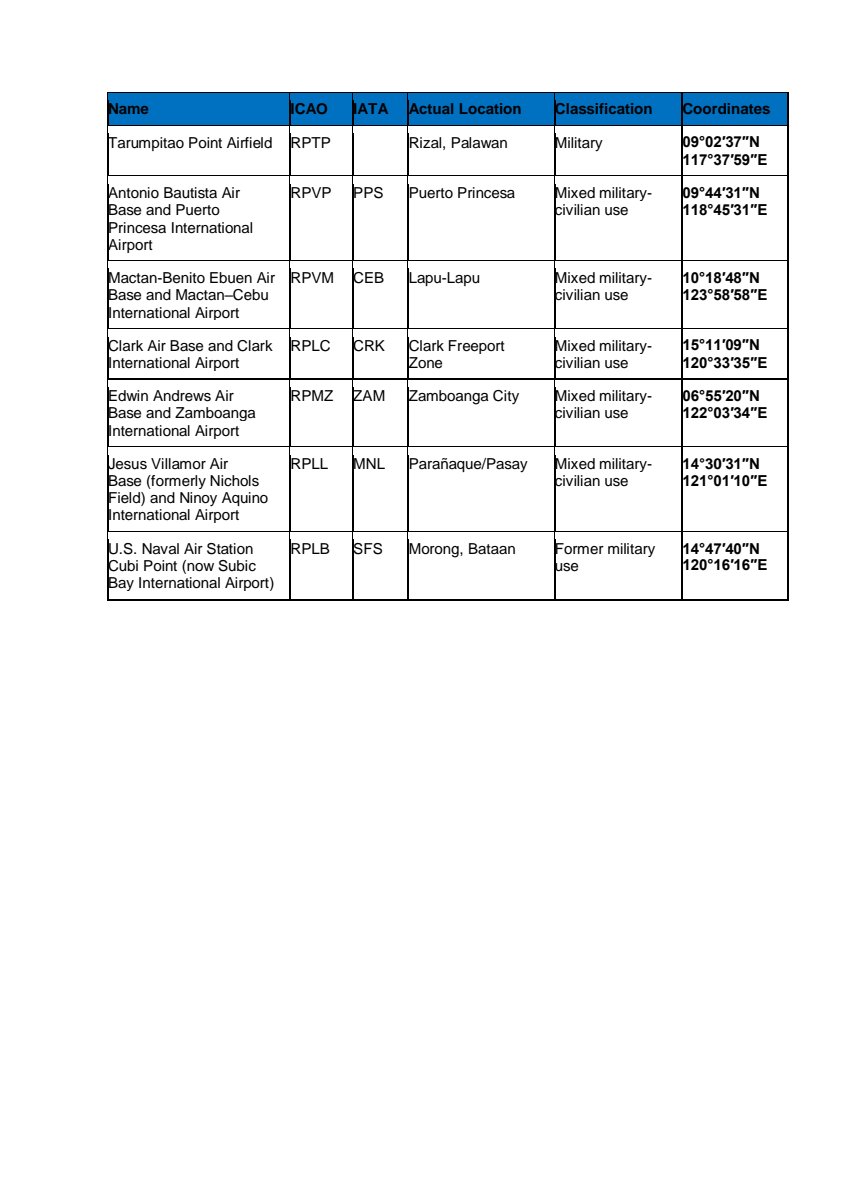 Name ICAO IATA Actual Location Classification Coordinates
Tarumpitao Point Airfield RPTP Rizal, Palawan Military 09°02′37″N
117°37′59″E
Antonio Bautista Air RPVP PPS Puerto Princesa Mixed military- 09°44′31″N
Base and Puerto civilian use 118°45′31″E
Princesa International
Airport
Mactan-Benito Ebuen Air RPVM CEB Lapu-Lapu Mixed military- 10°18′48″N
Base and Mactan–Cebu civilian use 123°58′58″E
International Airport
Clark Air Base and Clark RPLC CRK Clark Freeport Mixed military- 15°11′09″N
International Airport Zone civilian use 120°33′35″E
Edwin Andrews Air RPMZ ZAM Zamboanga City Mixed military- 06°55′20″N
Base and Zamboanga civilian use 122°03′34″E
International Airport
Jesus Villamor Air RPLL MNL Parañaque/Pasay Mixed military- 14°30′31″N
Base (formerly Nichols civilian use 121°01′10″E
Field) and Ninoy Aquino
International Airport
U.S. Naval Air Station RPLB SFS Morong, Bataan Former military 14°47′40″N
Cubi Point (now Subic use 120°16′16″E
Bay International Airport)